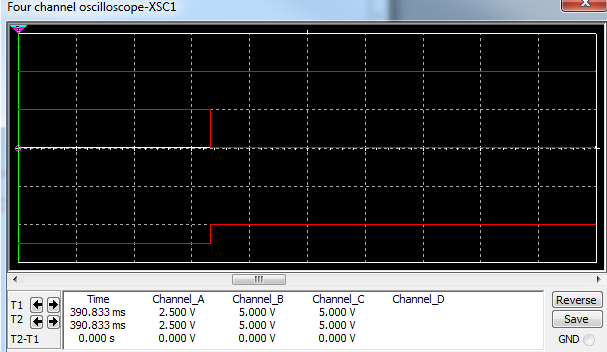 Four channel oscilloscope-XSC1
Time Channel_A Channel_B Channel_C Channel_D
T1 390.833 ms 2.500 V 5.000 V 5.000 V
T2 390.833 ms 2.500 V 5.000 V 5.000 V
T2-T1 0.000 s 0.000 V 0.000 V 0.000 V
Reverse
Save
GND